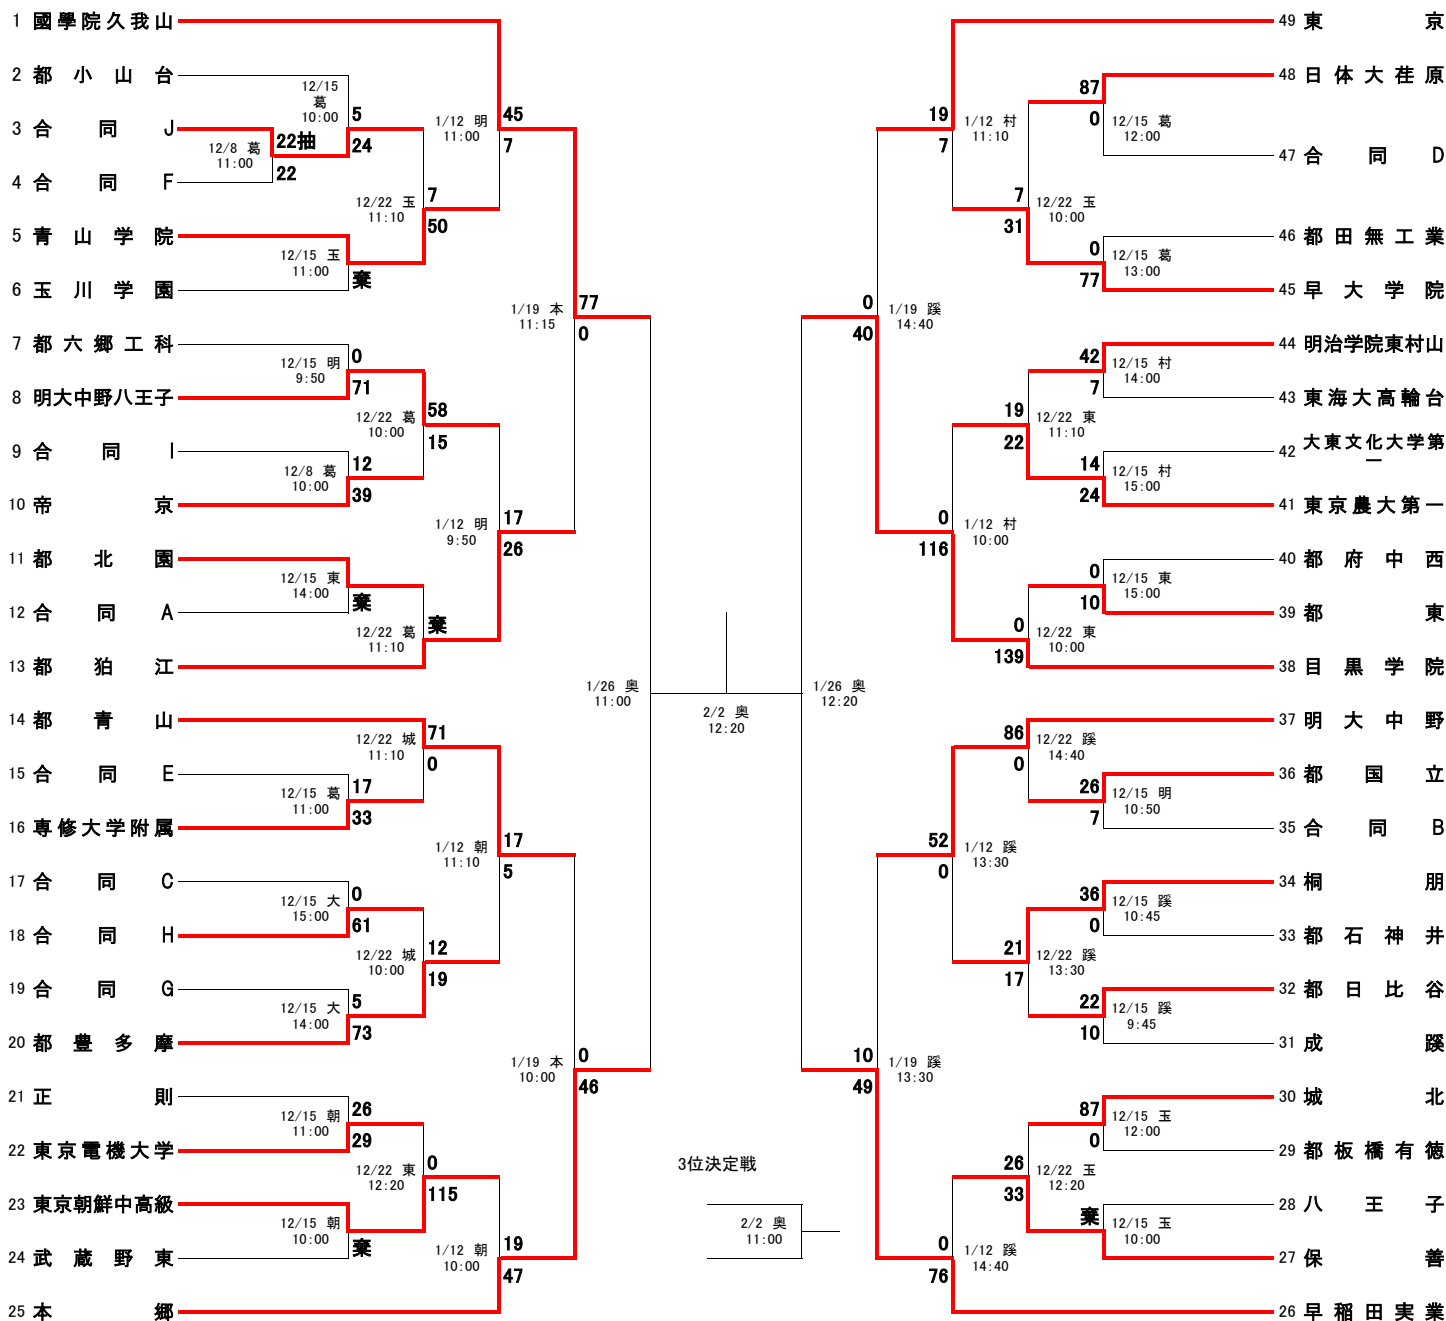 1 國學院久我山
2 都小山台
12/15 葛 10:00
5
24
3 合同J
12/8 葛 11:00
22抽
22
4 合同F
1/12 明 11:00
45
7
12/22 玉 11:10
7
50
5 青山学院
12/15 玉 11:00
棄
6 玉川学園
1/19 本 11:15
77
0
7 都六郷工科
12/15 明 9:50
0
71
8 明大中野八王子
12/22 葛 10:00
58
15
9 合同I
12/8 葛 10:00
12
39
10 帝京
1/12 明 9:50
17
26
11 都北園
12/15 東 14:00
棄
12 合同A
12/22 葛 11:10
棄
13 都狛江
1/26 奥 11:00
14 都青山
12/22 城 11:10
71
0
15 合同E
12/15 葛 11:00
17
33
16 専修大学附属
1/12 朝 11:10
17
5
17 合同C
12/15 大 15:00
0
61
18 合同H
12/22 城 10:00
12
19
19 合同G
12/15 大 14:00
5
73
20 都豊多摩
1/19 本 10:00
0
46
21 正則
12/15 朝 11:00
26
29
22 東京電機大学
12/22 東 12:20
0
115
23 東京朝鮮中高級
12/15 朝 10:00
棄
24 武蔵野東
1/12 朝 10:00
19
47
25 本郷
2/2 奥 12:20
3位決定戦
2/2 奥 11:00
49 東京
48 日体大荏原
87
0
12/15 葛 12:00
47 合同D
19
7
1/12 村 11:10
7
31
12/22 玉 10:00
46 都田無工業
0
77
12/15 葛 13:00
45 早大学院
0
40
1/19 蹊 14:40
44 明治学院東村山
42
7
12/15 村 14:00
43 東海大高輪台
19
22
12/22 東 11:10
42 大東文化大学第一
14
24
12/15 村 15:00
41 東京農大第一
0
116
1/12 村 10:00
40 都府中西
0
10
12/15 東 15:00
39 都東
0
139
12/22 東 10:00
38 目黒学院
1/26 奥 12:20
37 明大中野
86
0
12/22 蹊 14:40
36 都国立
26
7
12/15 明 10:50
35 合同B
52
0
1/12 蹊 13:30
34 桐朋
36
0
12/15 蹊 10:45
33 都石神井
21
17
12/22 蹊 13:30
32 都日比谷
22
10
12/15 蹊 9:45
31 成蹊
10
49
1/19 蹊 13:30
30 城北
87
0
12/15 玉 12:00
29 都板橋有徳
26
33
12/22 玉 12:20
28 八王子
棄
12/15 玉 10:00
27 保善
0
76
1/12 蹊 14:40
26 早稲田実業